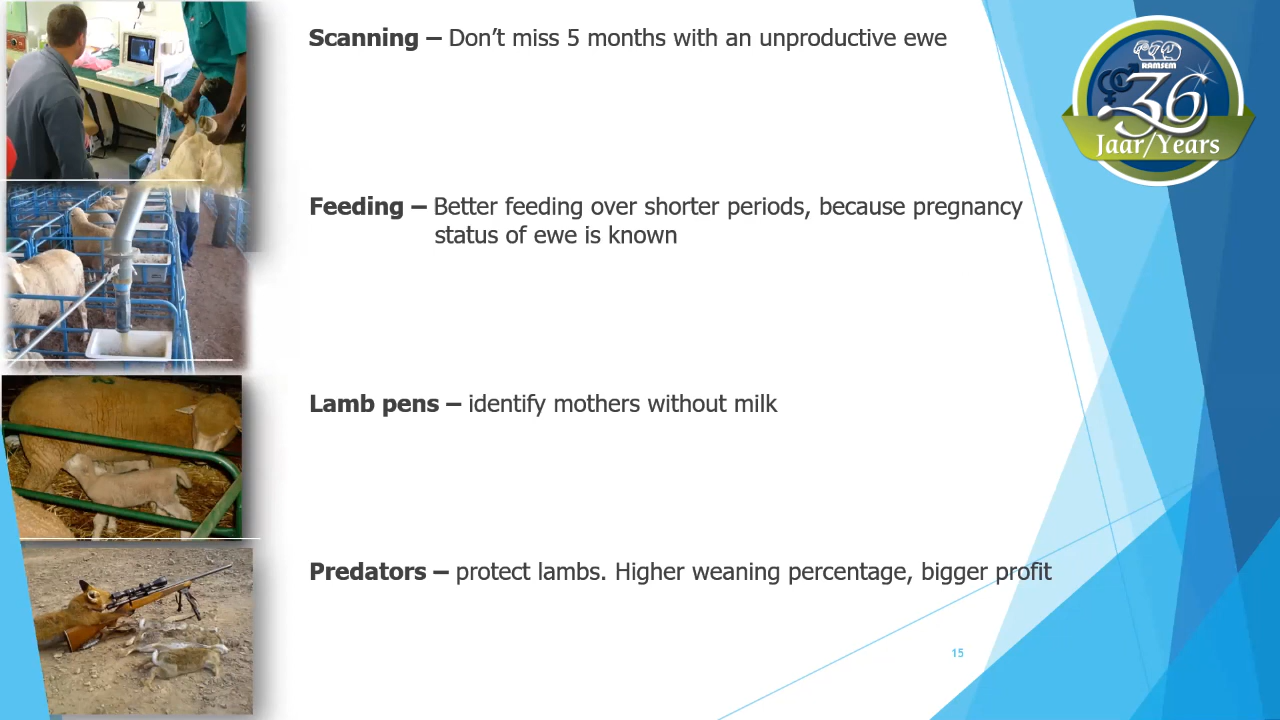 Scanning – Don't miss 5 months with an unproductive ewe
RAMSEM
36
Jaar/Years
Feeding – Better feeding over shorter periods, because pregnancy
status of ewe is known
Lamb pens – identify mothers without milk
Predators – protect lambs. Higher weaning percentage, bigger profit
15